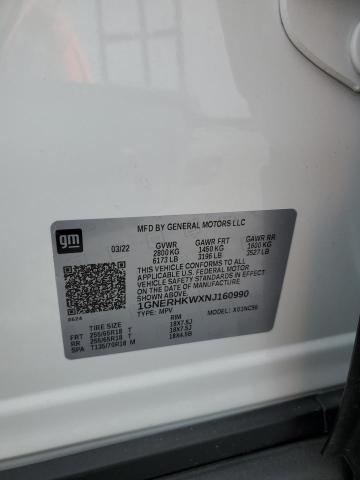 gm
MFD BY GENERAL MOTORS LLC
03/22 GVWR GAWR FRT GAWR RR
2800 KG 1450 KG 1600 KG
6173 LB 3196 LB 3527 LB
THIS VEHICLE CONFORMS TO ALL
APPLICABLE U.S. FEDERAL MOTOR
VEHICLE SAFETY STANDARDS IN EFFECT ON THE
DATE OF MANUFACTURE SHOWN ABOVE.
1GNERHKWXNJ160990
8624 TYPE: MPV MODEL: X01NC56
TIRE SIZE RIM
FRT 255/65R18 T 18X7.5J
RR 255/65R18 T 18X7.5J
SPA T135/70R18 M 18X4.5B